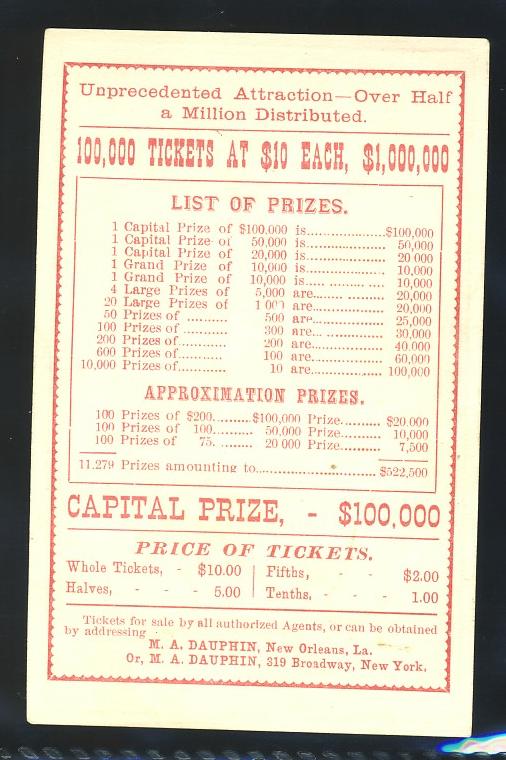 Unprecedented Attraction—Over Half
a Million Distributed.
100,000 TICKETS AT $10 EACH, $1,000,000
LIST OF PRIZES.
1 Capital Prize of $100,000 is....................$100,000
1 Capital Prize of 50,000 is.............. 50,000
1 Capital Prize of 20,000 is.............. 20 000
1 Grand Prize of 10,000 is.............. 10,000
1 Grand Prize of 10,000 is..... .......... .... 10,000
4 Large Prizes of 5,000 are........ .......... 20,000
20 Large Prizes of 1 000 are.............. 20,000
50 Prizes of ........... 500 are.............. 25,000
100 Prizes of........... 300 are... .......... 30,000
200 Prizes of........... 200 are.............. 40 000
600 Prizes of........... 100 are.............. 60,000
10,000 Prizes of........... 10 are.............. 100,000
APPROXIMATION PRIZES.
100 Prizes of $200.........$100,000 Prize......... $20,000
100 Prizes of 100.......... 50,000 Prize.......... 10,000
100 Prizes of 75. ........ 20 000 Prize.......... 7,500
11.279 Prizes amounting to..............................$522,500
CAPITAL PRIZE, - $100,000
PRICE OF TICKETS.
Whole Tickets, - $10.00 Fifths, - - $2.00
Halves, - - - 5.00 Tenths, - - - 1.00
Tickets for sale by all authorized Agents, or can be obtained
by addressing
M. A. DAUPHIN, New Orleans, La.
Or, M. A. DAUPHIN, 319 Broadway, New York.